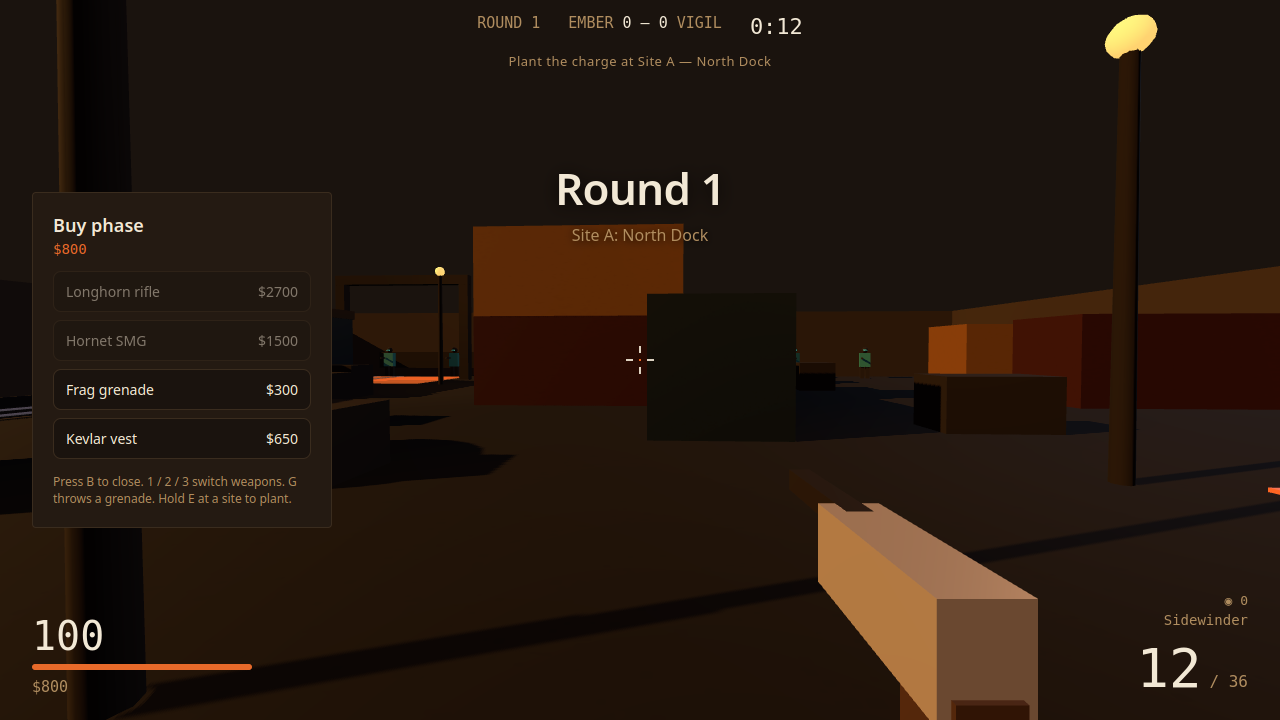 ROUND 1 EMBER 0 — 0 VIGIL 0:12
Plant the charge at Site A — North Dock
Round 1
Site A: North Dock
Buy phase
$800
Longhorn rifle $2700
Hornet SMG $1500
Frag grenade $300
Kevlar vest $650
Press B to close. 1 / 2 / 3 switch weapons. G
throws a grenade. Hold E at a site to plant.
100
$800
◉ 0
Sidewinder
12 / 36